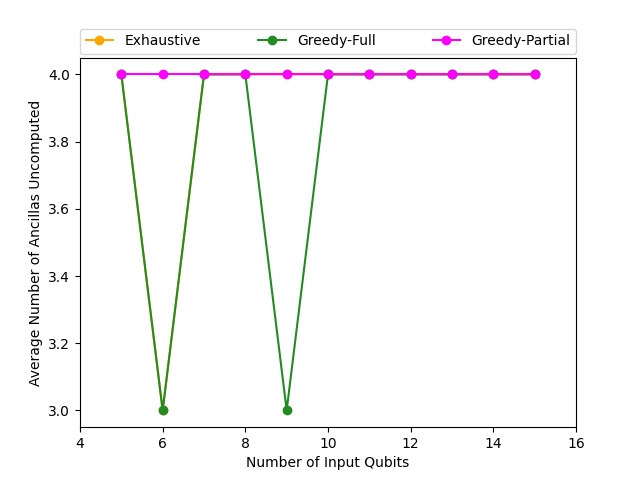 Exhaustive Greedy-Full Greedy-Partial
Average Number of Ancillas Uncomputed
4.0
3.8
3.6
3.4
3.2
3.0
4 6 8 10 12 14 16
Number of Input Qubits